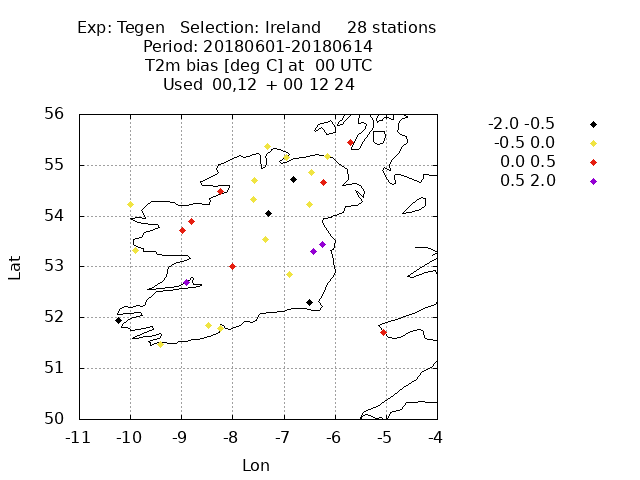 Exp: Tegen   Selection: Ireland     28 stations
Period: 20180601-20180614
T2m bias [deg C] at  00 UTC
Used  00,12  + 00 12 24
-2.0 -0.5
-0.5 0.0
0.0 0.5
0.5 2.0
56
55
54
53
52
51
50
Lat
-11 -10 -9 -8 -7 -6 -5 -4
Lon